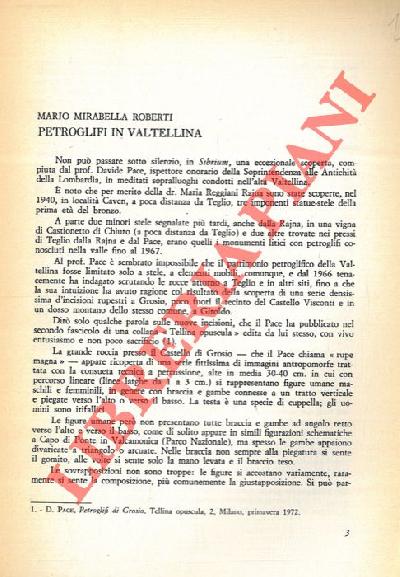 MARIO MIRABELLA ROBERTI
PETROGLIFI IN VALTELLINA
Non può passare sotto silenzio, in Sibrium, una eccezionale scoperta, com-
piuta dal prof. Davide Pace, ispettore onorario della Soprintendenza alle Antichità
della Lombardia, in meditati sopralluoghi condotti nell'alta Valtellina.
È noto che per merito della dr. Maria Reggiani Rajna sono state scoperte, nel
1940, in località Caven, a poca distanza da Teglio, tre imponenti statue-stele della
prima età del bronzo.
A parte due minori stele segnalate più tardi, anche dalla Rajna, in una vigna
di Castionetto di Chiuro (a poca distanza da Teglio) e due altre trovate nei pressi
di Teglio dalla Rajna e dal Pace, erano quelli i monumenti litici con petroglifi co-
nosciuti nella valle fino al 1967.
Al prof. Pace è sembrato impossibile che il patrimonio petroglifico della Val-
tellina fosse limitato solo a stele, a elementi mobili comunque, e dal 1966 tena-
cemente ha indagato scrutando le rocce attorno a Teglio e in altri siti, fino a che
la sua intuizione ha avuto ragione col risultato della scoperta di una serie densis-
sima d'incisioni rupestri a Grosio, poco fuori il recinto del Castello Visconti e in
un dosso montano dello stesso comune, a Giroldo.
Dirò solo qualche parola sulle nuove incisioni, che il Pace ha pubblicato nel
secondo fascicolo di una collana « Tellina opuscula » edita da lui stesso, con vivo
entusiasmo e non poco sacrificio (1).
La grande roccia presso il Castello di Grosio — che il Pace chiama « rupe
magna » — appare ricoperta di una serie fittissima di immagini antropomorfe trat-
tate con la consueta tecnica a percussione, alte in media 30-40 cm. in cui con
percorso lineare (linee larghe da 1 a 3 cm.) si rappresentano figure umane ma-
schili e femminili, in genere con braccia e gambe connesse a un tratto verticale
e piegate verso l'alto o verso il basso. La testa è una specie di cuppella; gli uo-
mini sono itifallici.
Le figure umane non presentano tutte braccia e gambe ad angolo retto
verso l'alto e verso il basso, come di solito appare in simili figurazioni schematiche
a Capo di Ponte in Valcamonica (Parco Nazionale), ma spesso le gambe appaiono
divaricate ad angolo o arcuate. Nelle braccia non sempre alla piegatura si sente
il gomito, alle volte si sente solo la mano levata e il braccio teso.
Le sovrapposizioni non sono troppe: le figure si accostano variamente, rara-
mente si sente la composizione, più comunemente la giustapposizione. Si può par-
1. - D. PACE, Petroglifi di Grosio, Tellina opuscula, 2, Milano, primavera 1972.
3
LIBRERIA PIANI